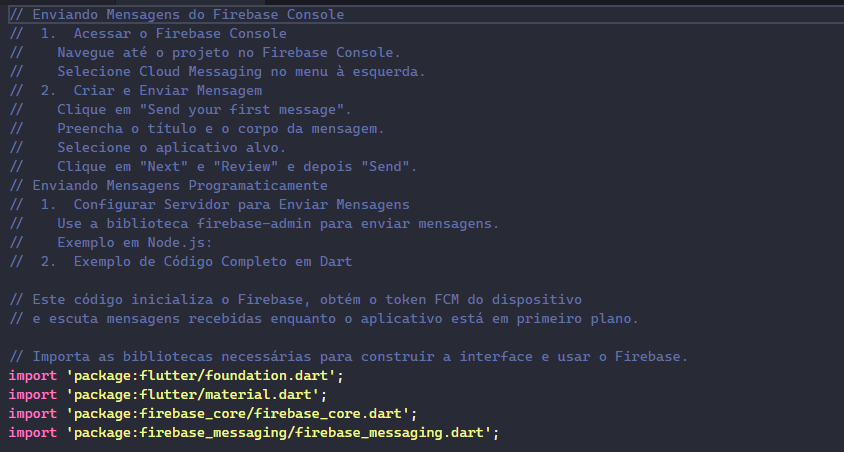 // Enviando Mensagens do Firebase Console
//  1.  Acessar o Firebase Console
//    Navegue até o projeto no Firebase Console.
//    Selecione Cloud Messaging no menu à esquerda.
//  2.  Criar e Enviar Mensagem
//    Clique em "Send your first message".
//    Preencha o título e o corpo da mensagem.
//    Selecione o aplicativo alvo.
//    Clique em "Next" e "Review" e depois "Send".
// Enviando Mensagens Programaticamente
//  1.  Configurar Servidor para Enviar Mensagens
//    Use a biblioteca firebase-admin para enviar mensagens.
//    Exemplo em Node.js:
//  2.  Exemplo de Código Completo em Dart

// Este código inicializa o Firebase, obtém o token FCM do dispositivo
// e escuta mensagens recebidas enquanto o aplicativo está em primeiro plano.

// Importa as bibliotecas necessárias para construir a interface e usar o Firebase.
import 'package:flutter/foundation.dart';
import 'package:flutter/material.dart';
import 'package:firebase_core/firebase_core.dart';
import 'package:firebase_messaging/firebase_messaging.dart';